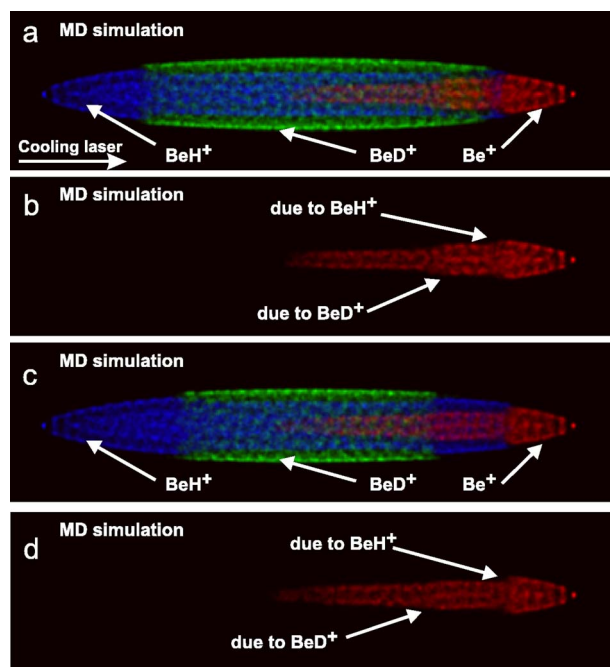 a MD simulation
BeH⁺ BeD⁺ Be⁺
Cooling laser
b MD simulation
due to BeH⁺
due to BeD⁺
c MD simulation
BeH⁺ BeD⁺ Be⁺
d MD simulation
due to BeH⁺
due to BeD⁺